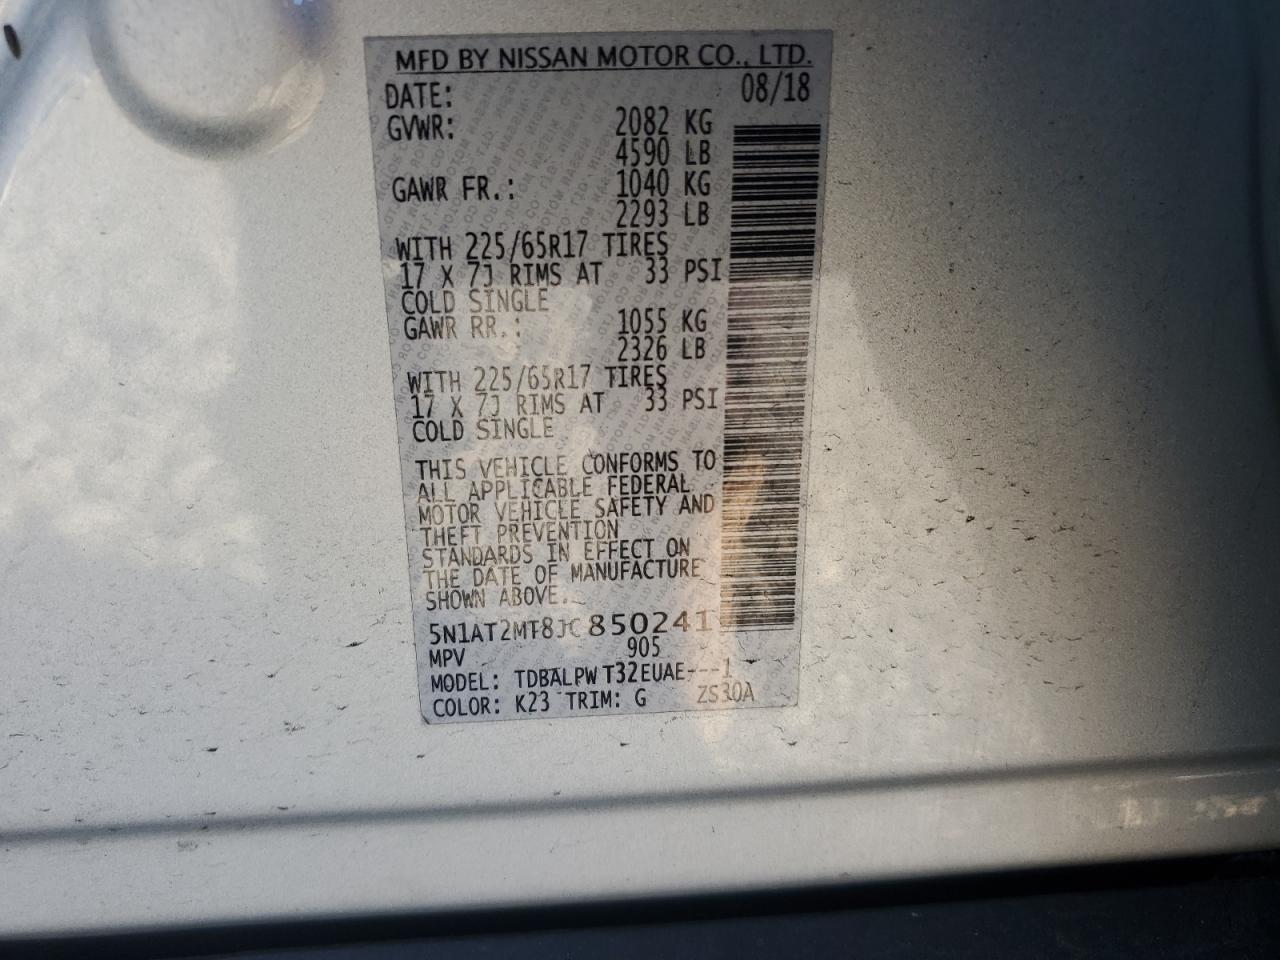 MFD BY NISSAN MOTOR CO., LTD.
DATE: 08/18
GVWR: 2082 KG
4590 LB
GAWR FR.: 1040 KG
2293 LB
WITH 225/65R17 TIRES
17 X 7J RIMS AT 33 PSI
COLD SINGLE
GAWR RR.: 1055 KG
2326 LB
WITH 225/65R17 TIRES
17 X 7J RIMS AT 33 PSI
COLD SINGLE
THIS VEHICLE CONFORMS TO
ALL APPLICABLE FEDERAL
MOTOR VEHICLE SAFETY AND
THEFT PREVENTION
STANDARDS IN EFFECT ON
THE DATE OF MANUFACTURE
SHOWN ABOVE.
5N1AT2MT8JC850241
MPV 905
MODEL: TDBALPW T32EUAE---1
COLOR: K23 TRIM: G ZS30A